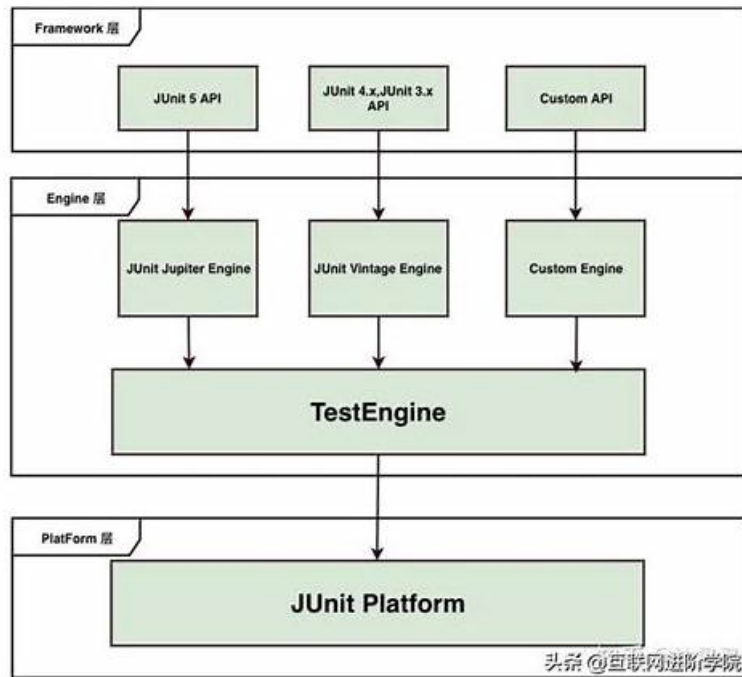 Framework 层
JUnit 5 API
JUnit 4.x,JUnit 3.x
API
Custom API
Engine 层
JUnit Jupiter Engine
JUnit Vintage Engine
Custom Engine
TestEngine
PlatForm 层
JUnit Platform
头条 @互联网进阶学院